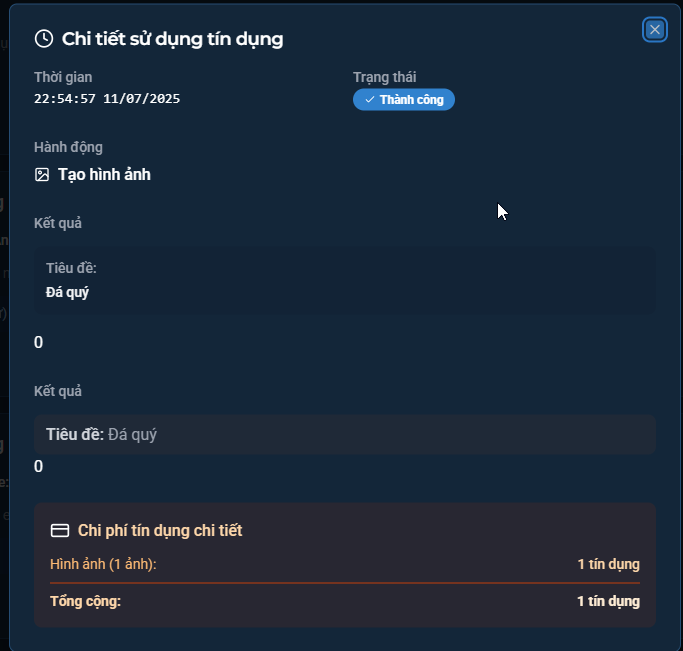 Chi tiết sử dụng tín dụng
Thời gian
22:54:57 11/07/2025
Trạng thái
Thành công
Hành động
Tạo hình ảnh
Kết quả
Tiêu đề:
Đá quý
0
Kết quả
Tiêu đề: Đá quý
0
Chi phí tín dụng chi tiết
Hình ảnh (1 ảnh): 1 tín dụng
Tổng cộng: 1 tín dụng